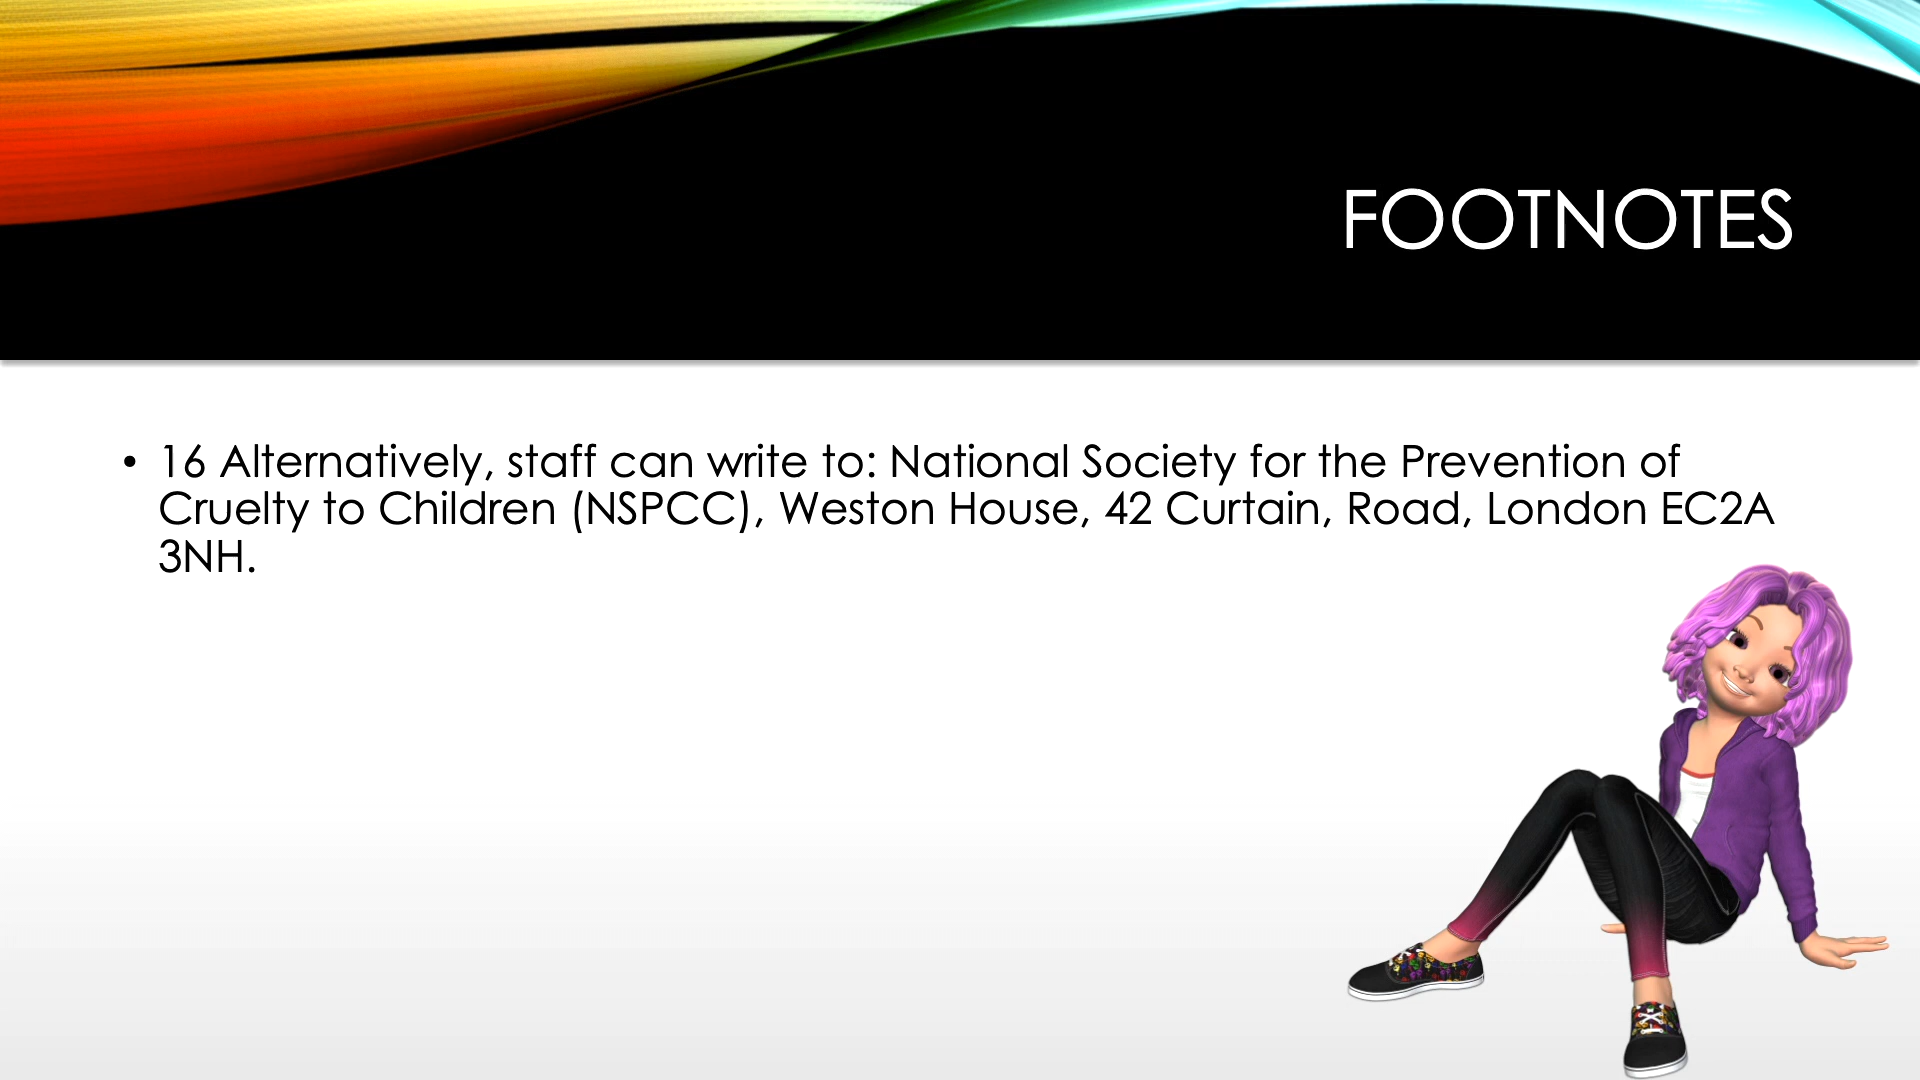 FOOTNOTES
• 16 Alternatively, staff can write to: National Society for the Prevention of
Cruelty to Children (NSPCC), Weston House, 42 Curtain, Road, London EC2A
3NH.